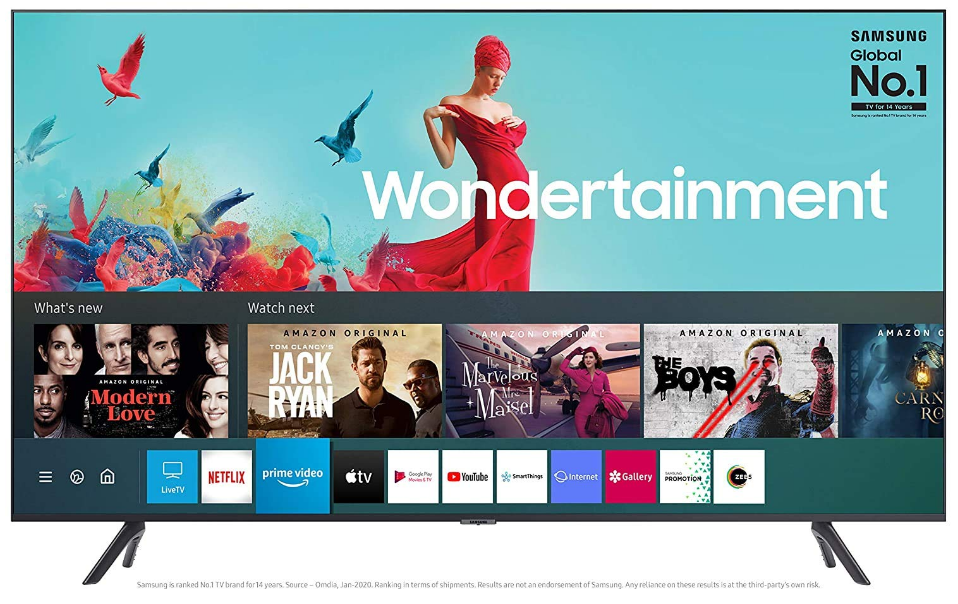 SAMSUNG
Global
No.1
TV for 14 Years
Samsung is ranked No.1 TV brand for 14 years
Wondertainment
What's new
Watch next
AMAZON ORIGINAL
Modern
Love
AMAZON ORIGINAL
TOM CLANCY'S
JACK
RYAN
AMAZON ORIGINAL
The
Marvelous
Mrs.
Maisel
AMAZON ORIGINAL
THE
BOYS
AMAZON O
CARN
RO
LiveTV
NETFLIX
prime video
tv
Google Play
Movies & TV
YouTube
SmartThings
Internet
Gallery
SAMSUNG
PROMOTION
ZEE5
SAMSUNG
Samsung is ranked No.1 TV brand for 14 years. Source – Omdia, Jan-2020. Ranking in terms of shipments. Results are not an endorsement of Samsung. Any reliance on these results is at the third-party's own risk.